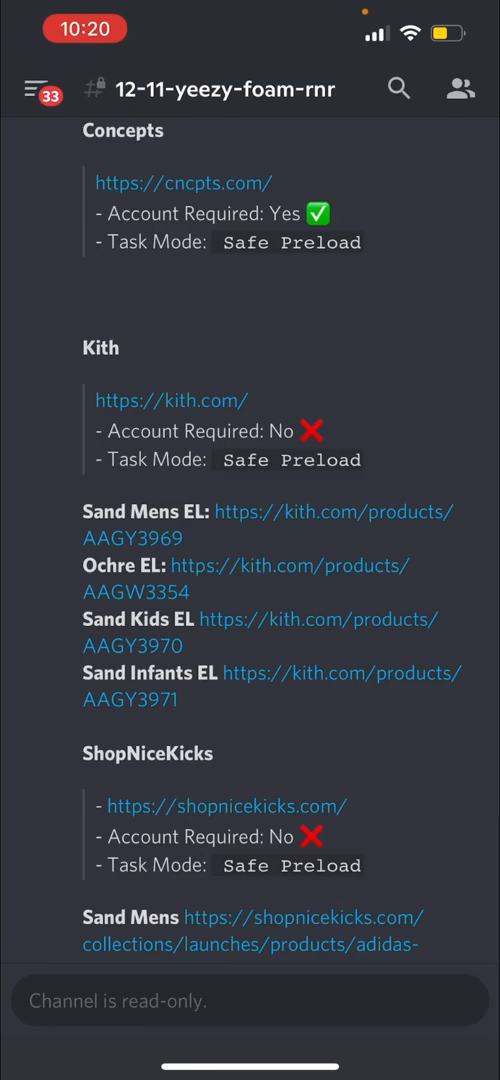 10:20
33
12-11-yeezy-foam-rnr
Concepts
https://cncpts.com/
- Account Required: Yes ✅
- Task Mode: Safe Preload
Kith
https://kith.com/
- Account Required: No ❌
- Task Mode: Safe Preload
Sand Mens EL: https://kith.com/products/
AAGY3969
Ochre EL: https://kith.com/products/
AAGW3354
Sand Kids EL https://kith.com/products/
AAGY3970
Sand Infants EL https://kith.com/products/
AAGY3971
ShopNiceKicks
- https://shopnicekicks.com/
- Account Required: No ❌
- Task Mode: Safe Preload
Sand Mens https://shopnicekicks.com/
collections/launches/products/adidas-
Channel is read-only.